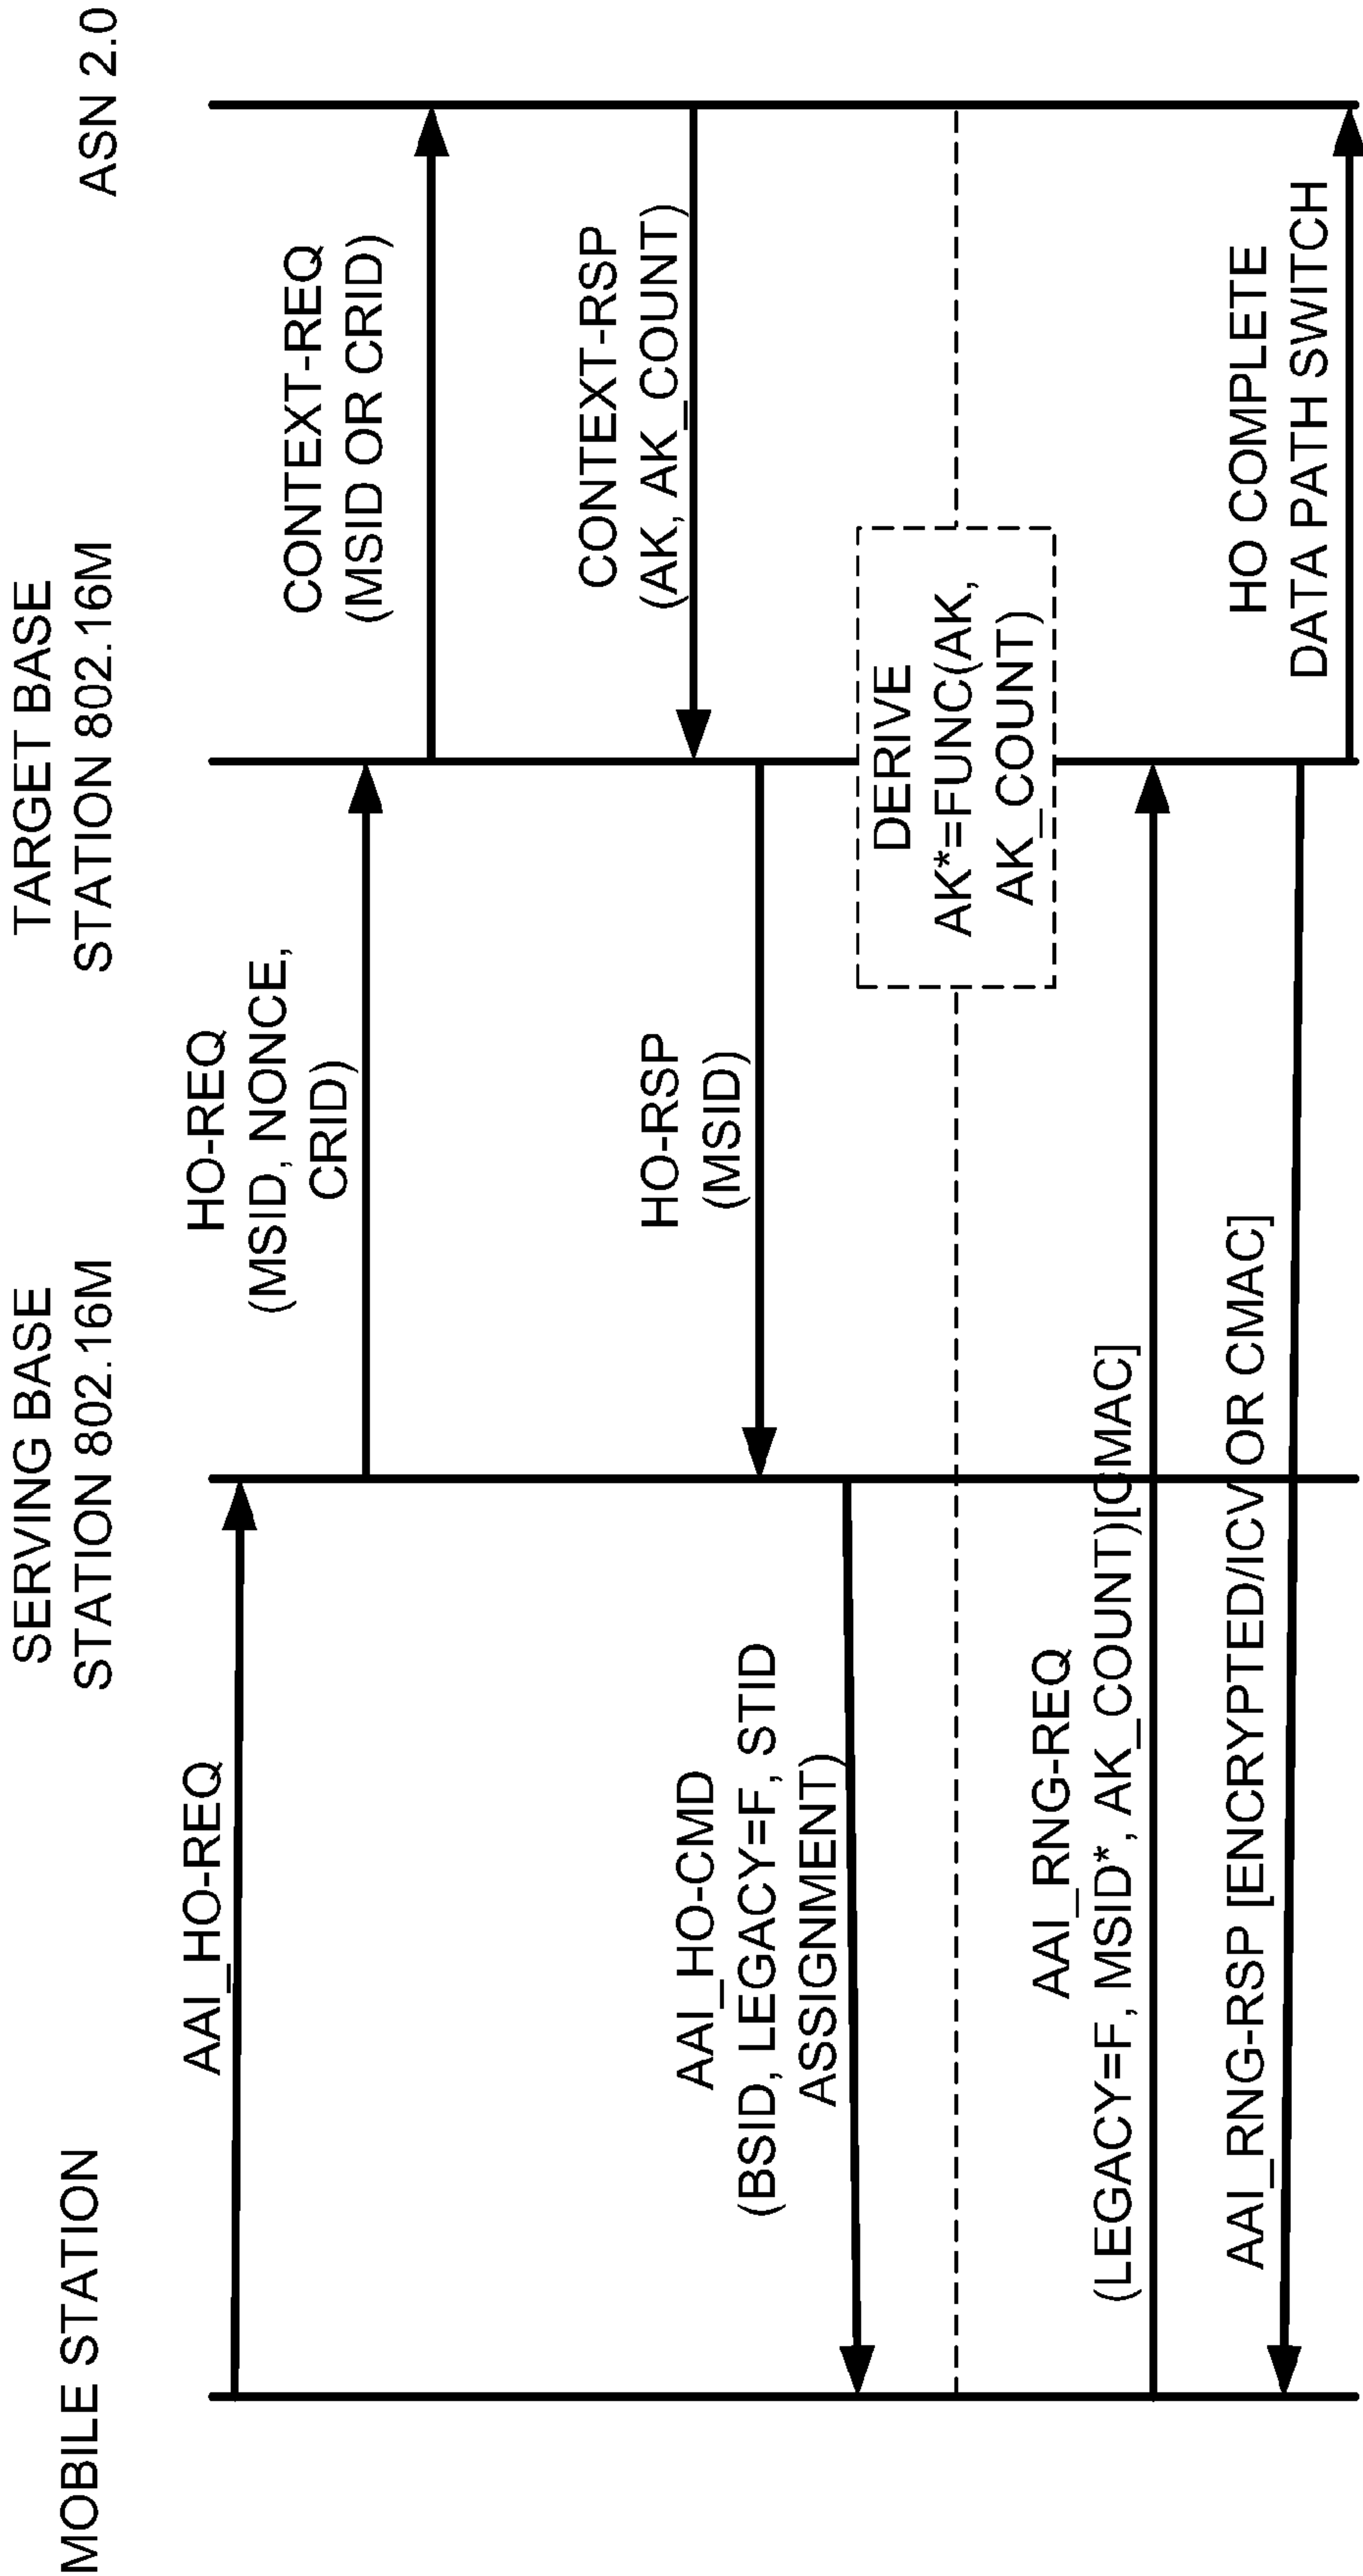 MOBILE STATION
SERVING BASE
STATION 802.16M
TARGET BASE
STATION 802.16M
ASN 2.0
AAI_HO-REQ
HO-REQ
(MSID, NONCE,
CRID)
CONTEXT-REQ
(MSID OR CRID)
CONTEXT-RSP
(AK, AK_COUNT)
HO-RSP
(MSID)
AAI_HO-CMD
(BSID, LEGACY=F, STID
ASSIGNMENT)
DERIVE
AK*=FUNC(AK,
AK_COUNT)
AAI_RNG-REQ
(LEGACY=F, MSID*, AK_COUNT)[CMAC]
AAI_RNG-RSP [ENCRYPTED/ICV OR CMAC]
HO COMPLETE
DATA PATH SWITCH